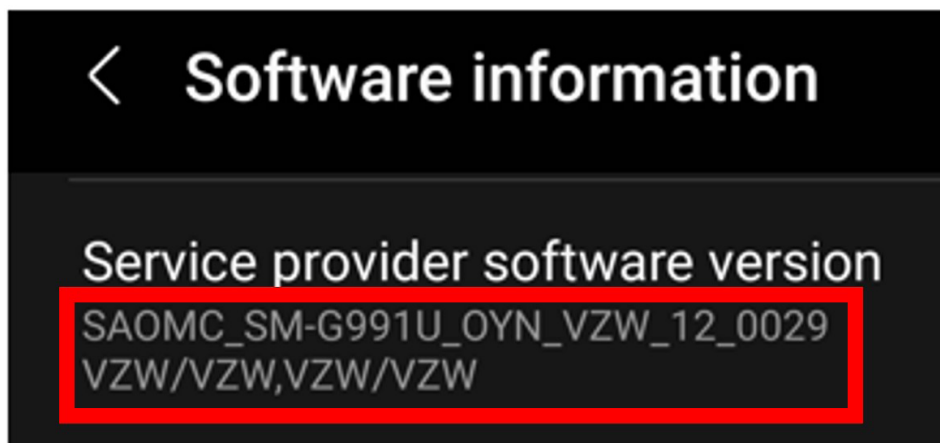 Software information
Service provider software version
SAOMC_SM-G991U_OYN_VZW_12_0029
VZW/VZW,VZW/VZW